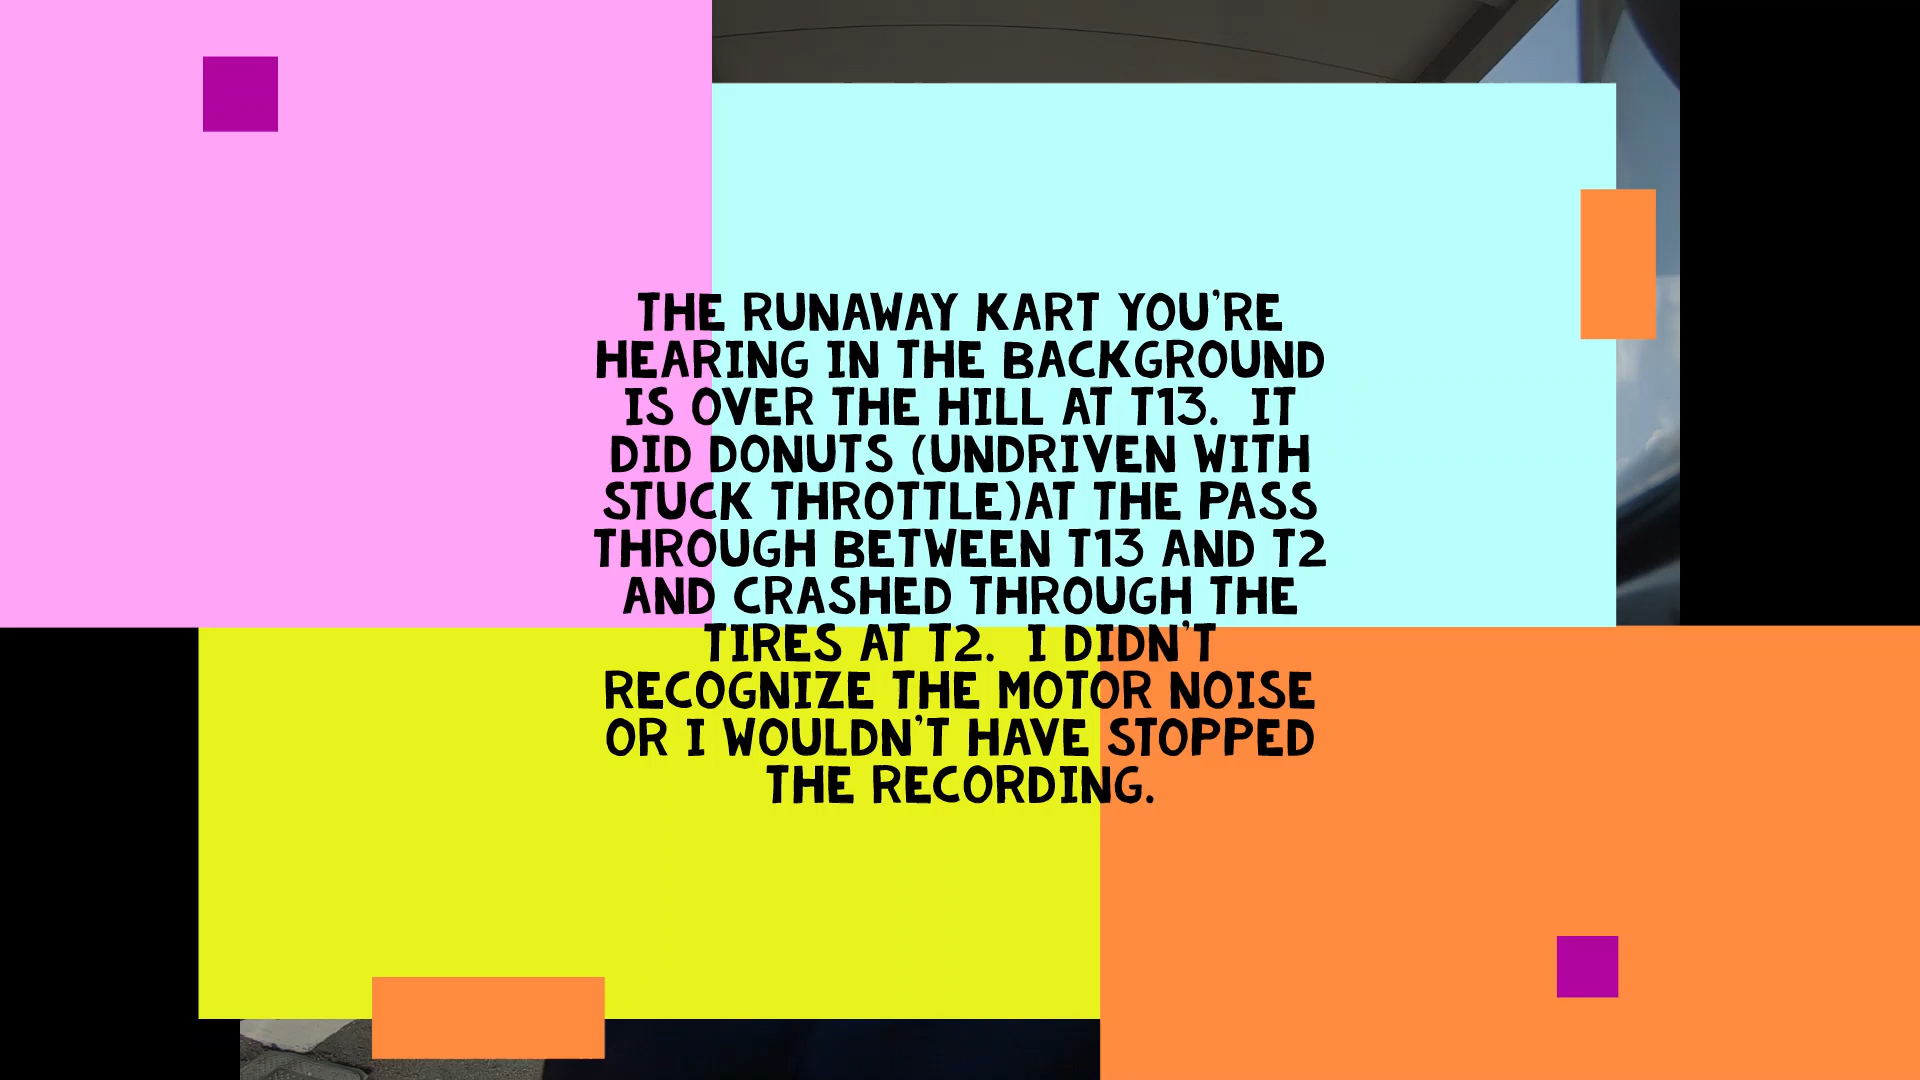 THE RUNAWAY KART YOU'RE
HEARING IN THE BACKGROUND
IS OVER THE HILL AT T13.  IT
DID DONUTS (UNDRIVEN WITH
STUCK THROTTLE)AT THE PASS
THROUGH BETWEEN T13 AND T2
AND CRASHED THROUGH THE
TIRES AT T2.  I DIDN'T
RECOGNIZE THE MOTOR NOISE
OR I WOULDN'T HAVE STOPPED
THE RECORDING.